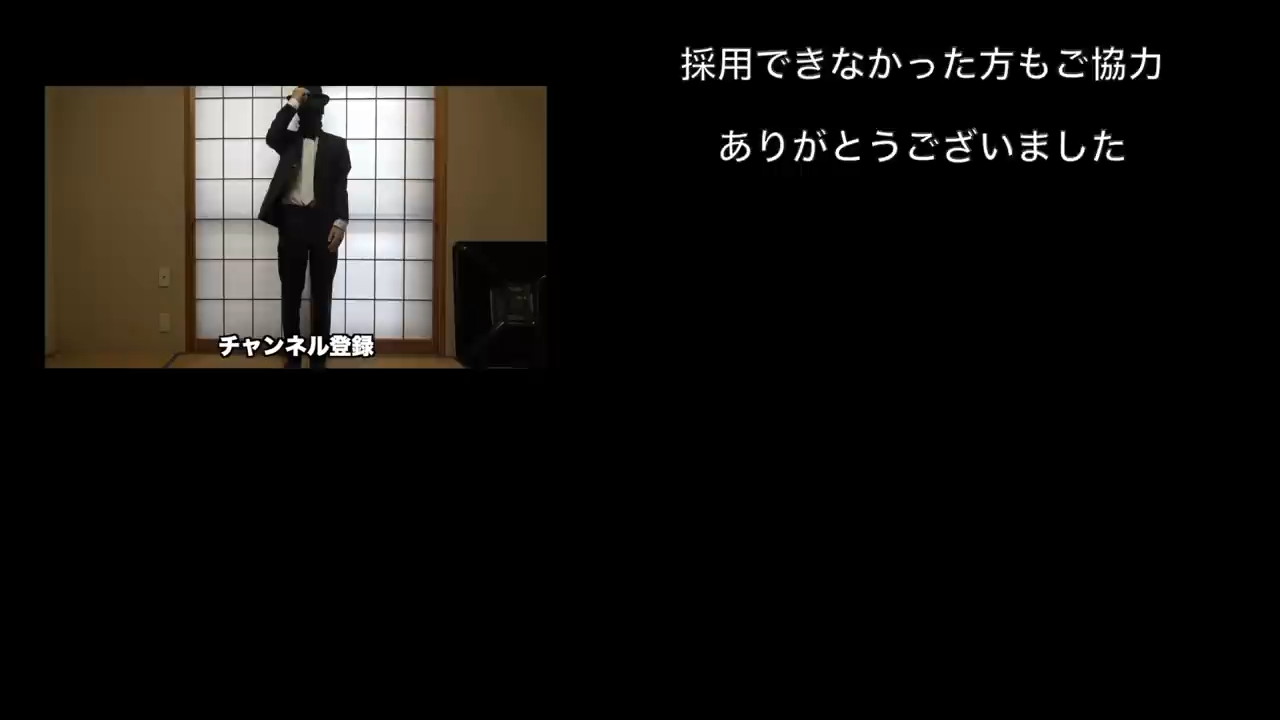 採用できなかった方もご協力
ありがとうございました
チャンネル登録